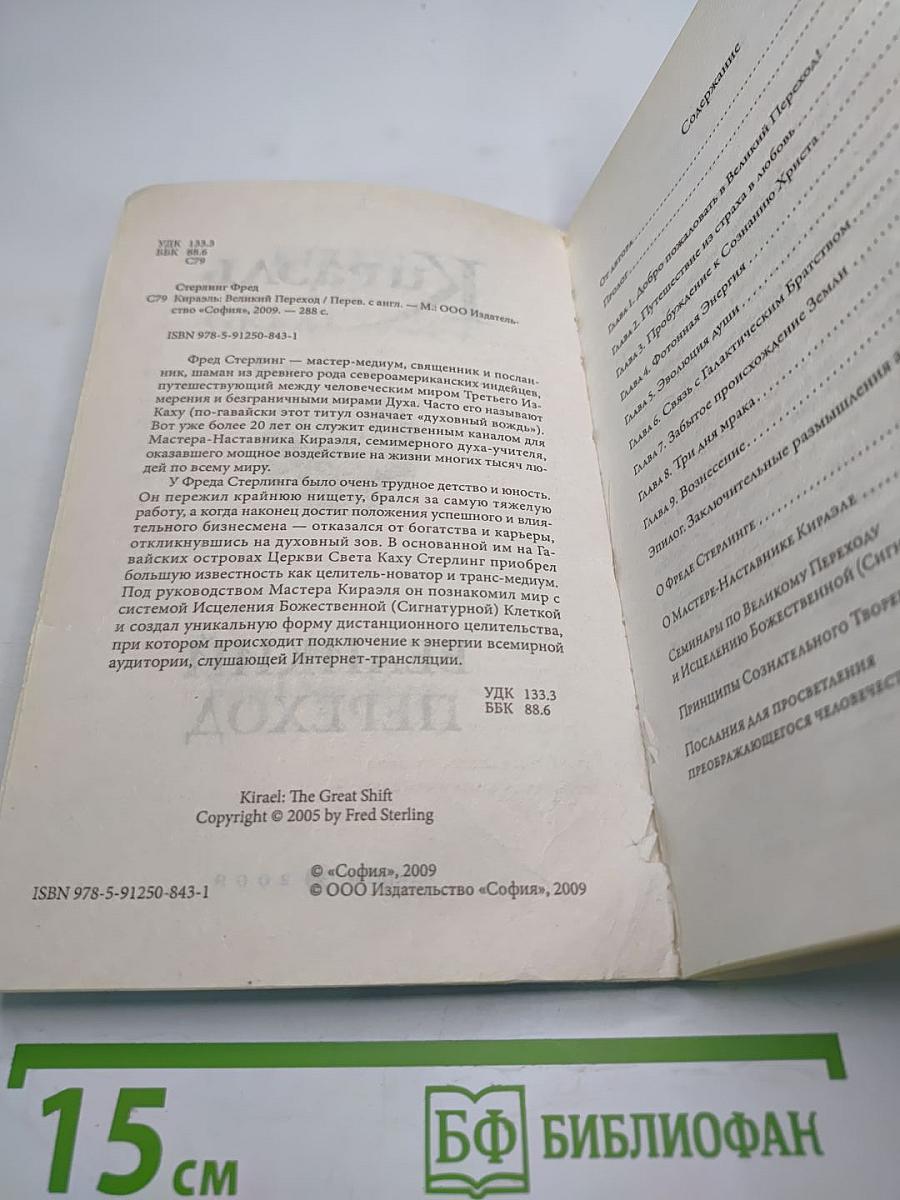 УДК 133.3
ББК 88.6
С79
Стерлинг Фред
С79 Кираэль: Великий Переход / Перев. с англ. — М.: ООО Издатель-
ство «София», 2009. — 288 с.
ISBN 978-5-91250-843-1
Фред Стерлинг — мастер-медиум, священник и послан-
ник, шаман из древнего рода североамериканских индейцев,
путешествующий между человеческим миром Третьего Из-
мерения и безграничными мирами Духа. Часто его называют
Каху (по-гавайски этот титул означает «духовный вождь»).
Вот уже более 20 лет он служит единственным каналом для
Мастера-Наставника Кираэля, семимерного духа-учителя,
оказавшего мощное воздействие на жизни многих тысяч лю-
дей по всему миру.
У Фреда Стерлинга было очень трудное детство и юность.
Он пережил крайнюю нищету, брался за самую тяжелую
работу, а когда наконец достиг положения успешного и влия-
тельного бизнесмена — отказался от богатства и карьеры,
откликнувшись на духовный зов. В основанной им на Га-
вайских островах Церкви Света Каху Стерлинг приобрел
большую известность как целитель-новатор и транс-медиум.
Под руководством Мастера Кираэля он познакомил мир с
системой Исцеления Божественной (Сигнатурной) Клеткой
и создал уникальную форму дистанционного целительства,
при котором происходит подключение к энергии всемирной
аудитории, слушающей Интернет-трансляции.
УДК 133.3
ББК 88.6
Kirael: The Great Shift
Copyright © 2005 by Fred Sterling
© «София», 2009
ISBN 978-5-91250-843-1
© ООО Издательство «София», 2009
Содержание
От автора
Пролог
Глава 1. Добро пожаловать в Великий Переход!
Глава 2. Путешествие из страха в любовь
Глава 3. Пробуждение к Сознанию Христа
Глава 4. Фотонная Энергия
Глава 5. Эволюция души
Глава 6. Связь с Галактическим Братством
Глава 7. Забытое происхождение Земли
Глава 8. Три дня мрака
Глава 9. Вознесение
Эпилог. Заключительные размышления а
О Фреде Стерлинге
О Мастере-Наставнике Кираэле
Семинары по Великому Переходу
и Исцелению Божественной (Сигн
Принципы Сознательного Творе
Послания для просветления
преображающегося человечест
15 см
БФ БИБЛИОФАН